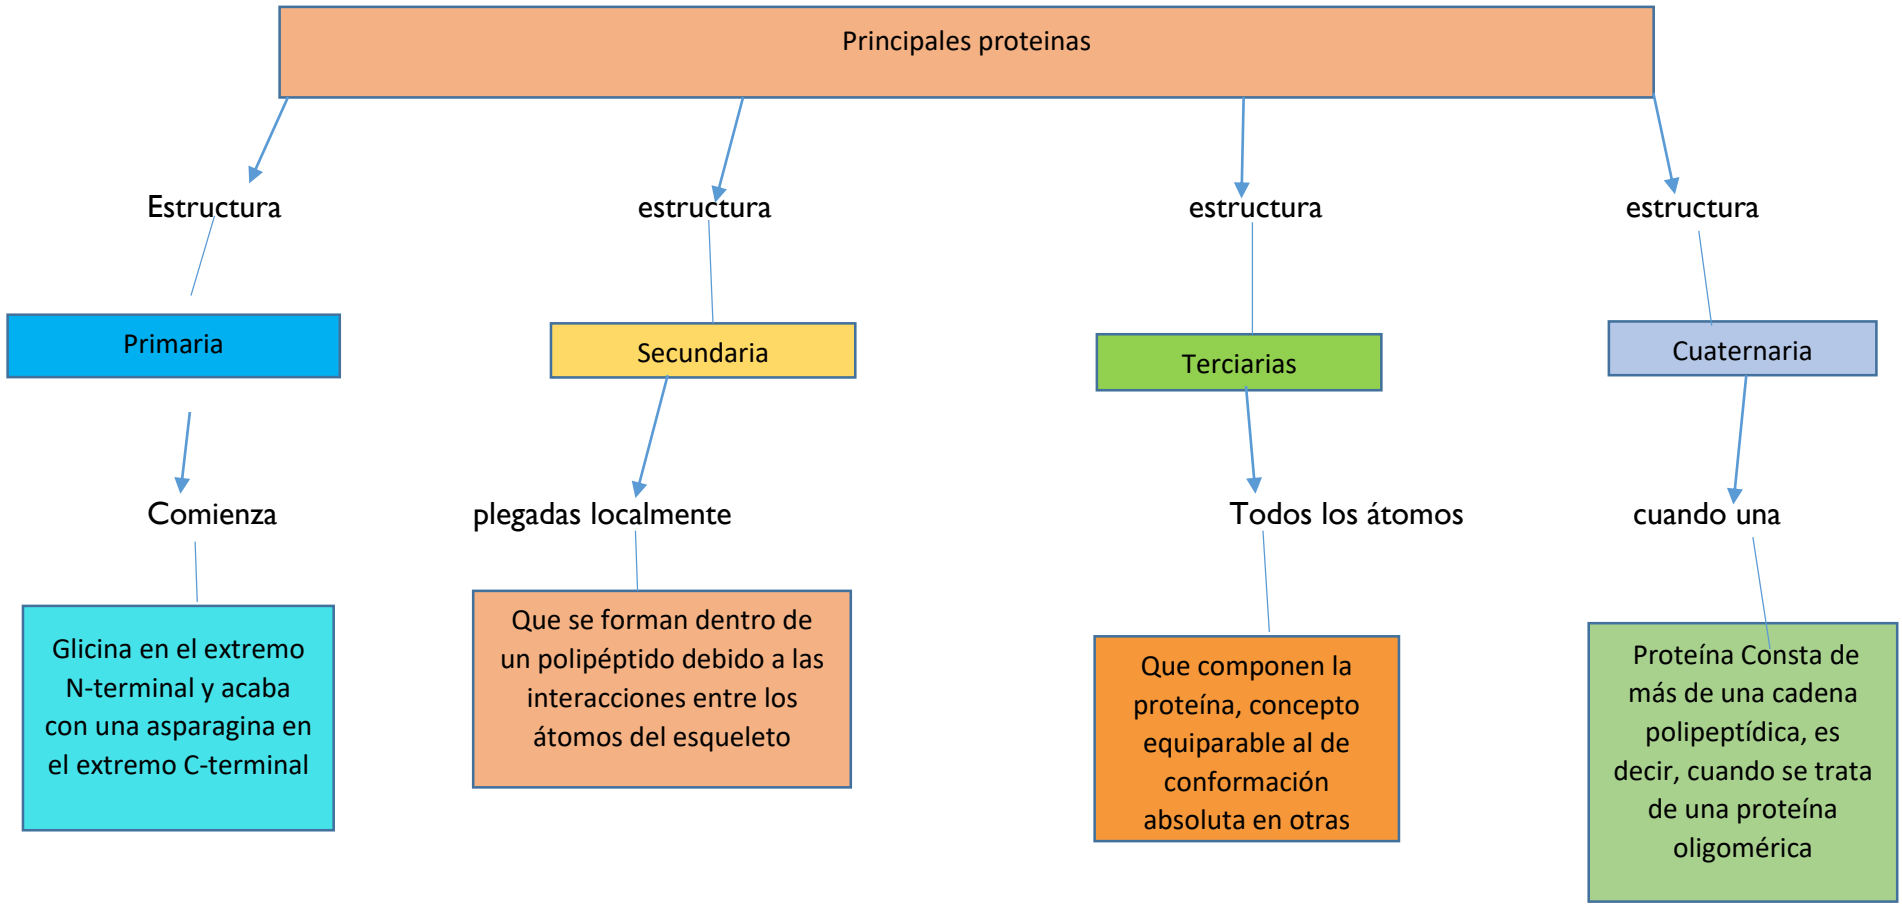 Principales proteinas
Estructura
estructura
estructura
estructura
Primaria
Secundaria
Terciarias
Cuaternaria
Comienza
plegadas localmente
Todos los átomos
cuando una
Glicina en el extremo
N-terminal y acaba
con una asparagina en
el extremo C-terminal
Que se forman dentro de
un polipéptido debido a las
interacciones entre los
átomos del esqueleto
Que componen la
proteína, concepto
equiparable al de
conformación
absoluta en otras
Proteína Consta de
más de una cadena
polipeptídica, es
decir, cuando se trata
de una proteína
oligomérica